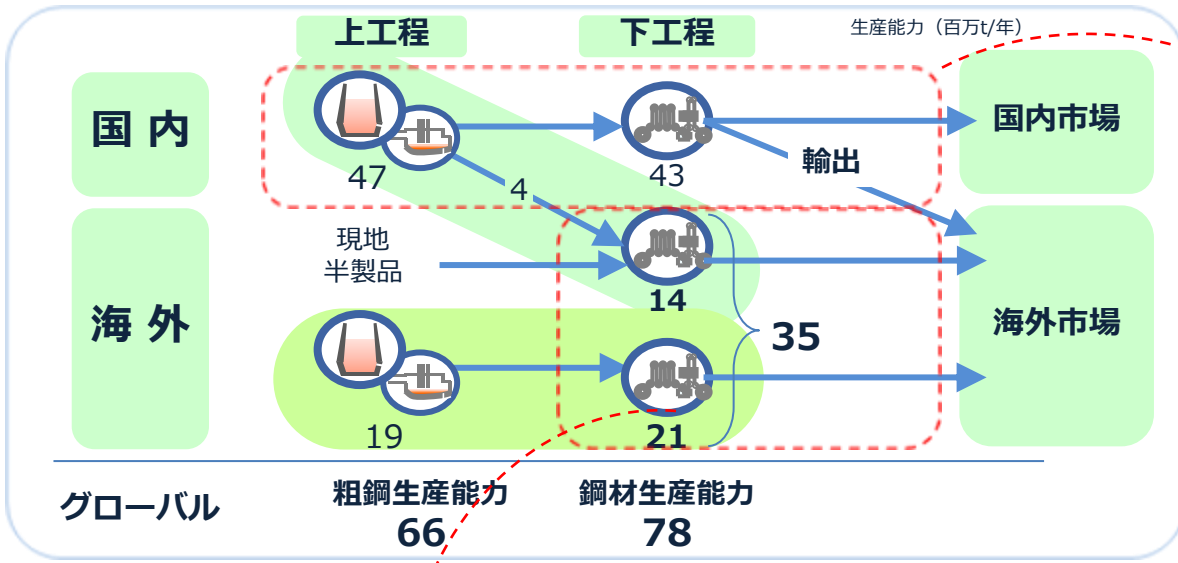 上工程
下工程
生産能力（百万t/年）
国 内
47
4
43
輸出
国内市場
海 外
現地
半製品
14
35
海外市場
19
21
グローバル
粗鋼生産能力
66
鋼材生産能力
78